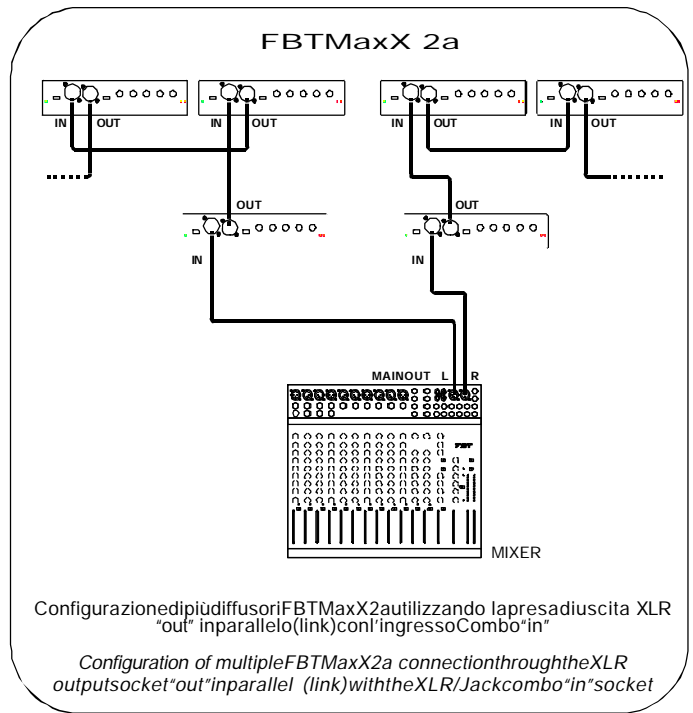 FBTMaxX 2a
IN OUT IN OUT IN OUT IN OUT
OUT OUT
IN IN
MAINOUT L R
MIXER
ConfigurazionedipiùdiffusoriFBTMaxX2autilizzando lapresadiuscita XLR
"out" inparallelo(link)conl'ingressoCombo"in"
Configuration of multipleFBTMaxX2a connectionthroughtheXLR
outputsocket"out"inparallel (link)withtheXLR/Jackcombo"in"socket